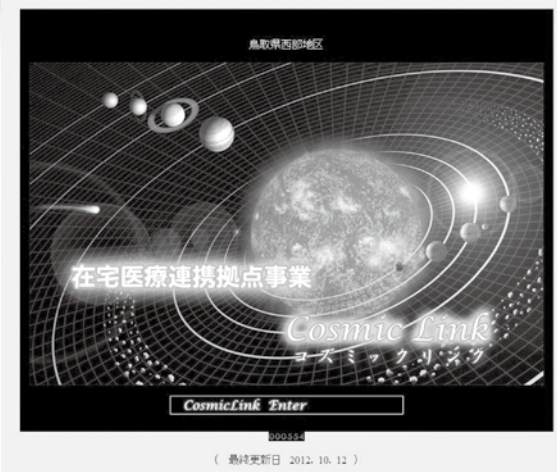 鳥取県西部地区
在宅医療連携拠点事業
Cosmic Link
コズミックリンク
CosmicLink Enter
000554
( 最終更新日 2012. 10. 12 )